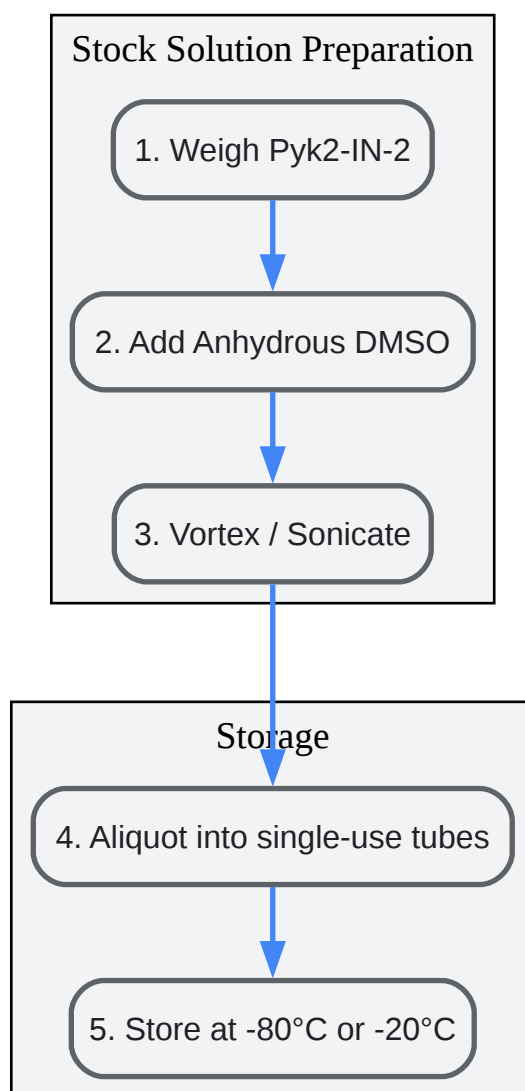 Stock Solution Preparation
1. Weigh Pyk2-IN-2
2. Add Anhydrous DMSO
3. Vortex / Sonicate
Storage
4. Aliquot into single-use tubes
5. Store at -80°C or -20°C